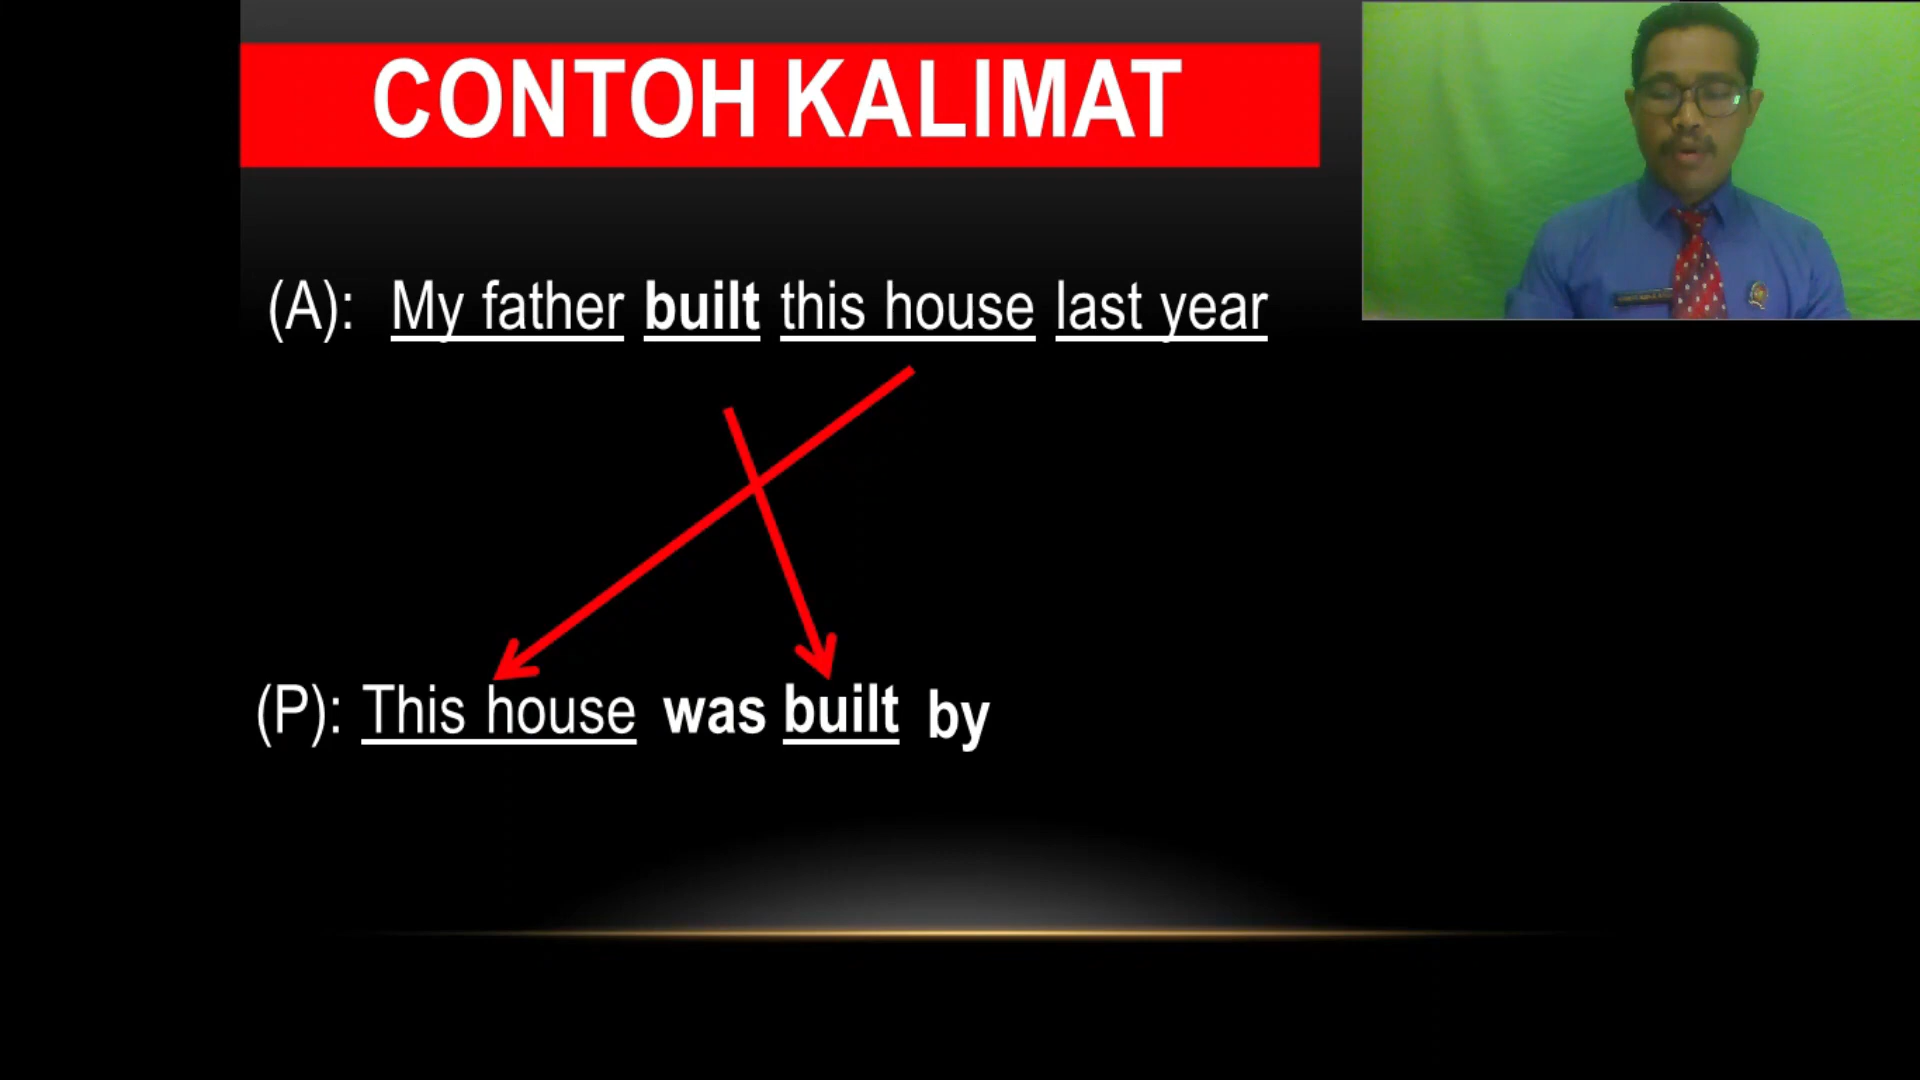 CONTOH KALIMAT
(A): My father built this house last year
(P): This house was built by